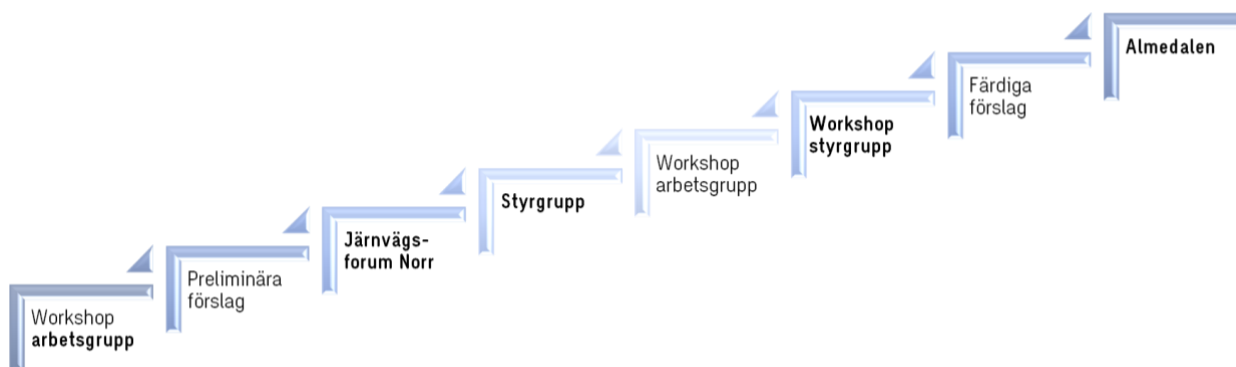 Workshop
arbetsgrupp
Preliminära
förslag
Järnvägs-
forum Norr
Styrgrupp
Workshop
arbetsgrupp
Workshop
styrgrupp
Färdiga
förslag
Almedalen